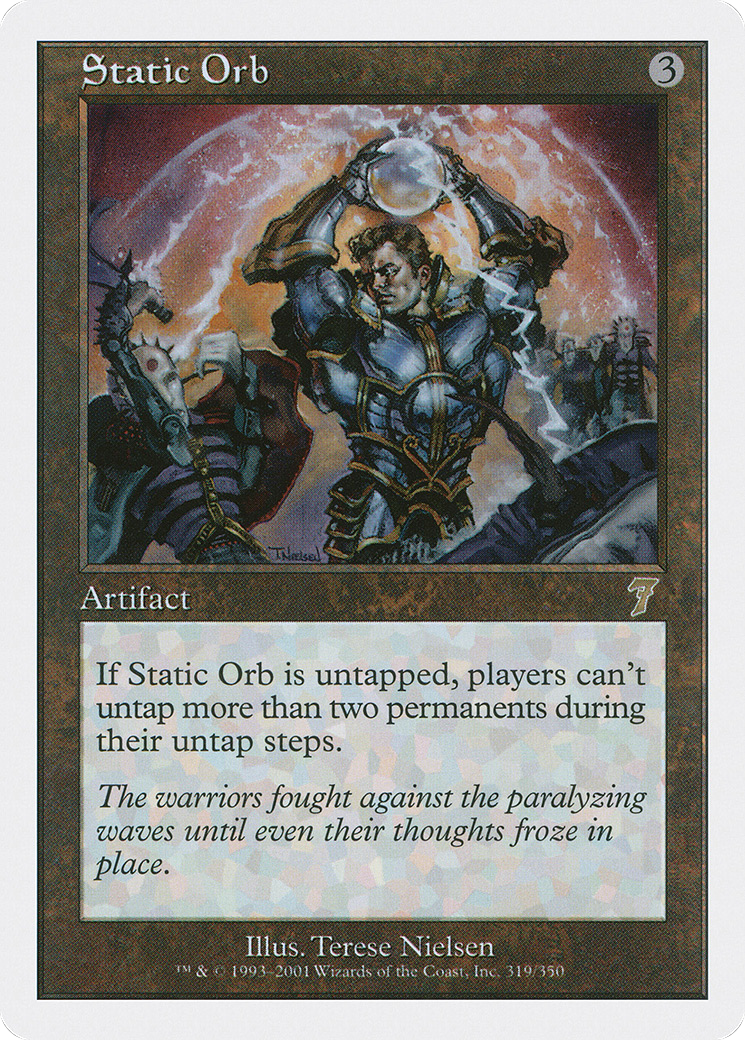 Static Orb
3
T. NIELSEN
Artifact
7
If Static Orb is untapped, players can't
untap more than two permanents during
their untap steps.
The warriors fought against the paralyzing
waves until even their thoughts froze in
place.
Illus. Terese Nielsen
™ & © 1993–2001 Wizards of the Coast, Inc. 319/350